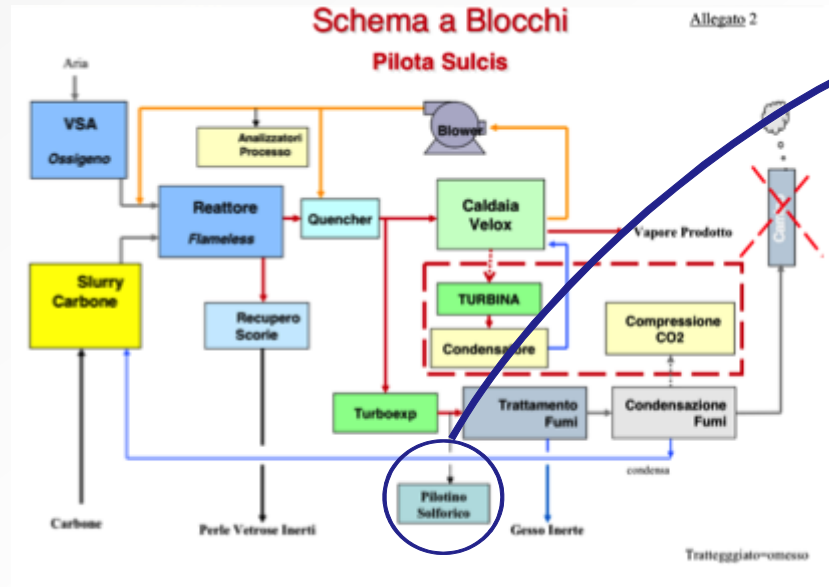 Schema a Blocchi
Allegato 2
Pilota Sulcis
Aria
VSA
Ossigeno
Analizzatori
Processo
Blower
Reattore
Flameless
Quencher
Caldaia
Velox
Vapore Prodotto
Slurry
Carbone
Recupero
Scorie
TURBINA
Condensatore
Compressione
CO2
Turboexp
Trattamento
Fumi
Condensazione
Fumi
condensa
Pilotino
Solforico
Carbone
Perle Vetrose Inerti
Gesso Inerte
Trattegggiato=omesso